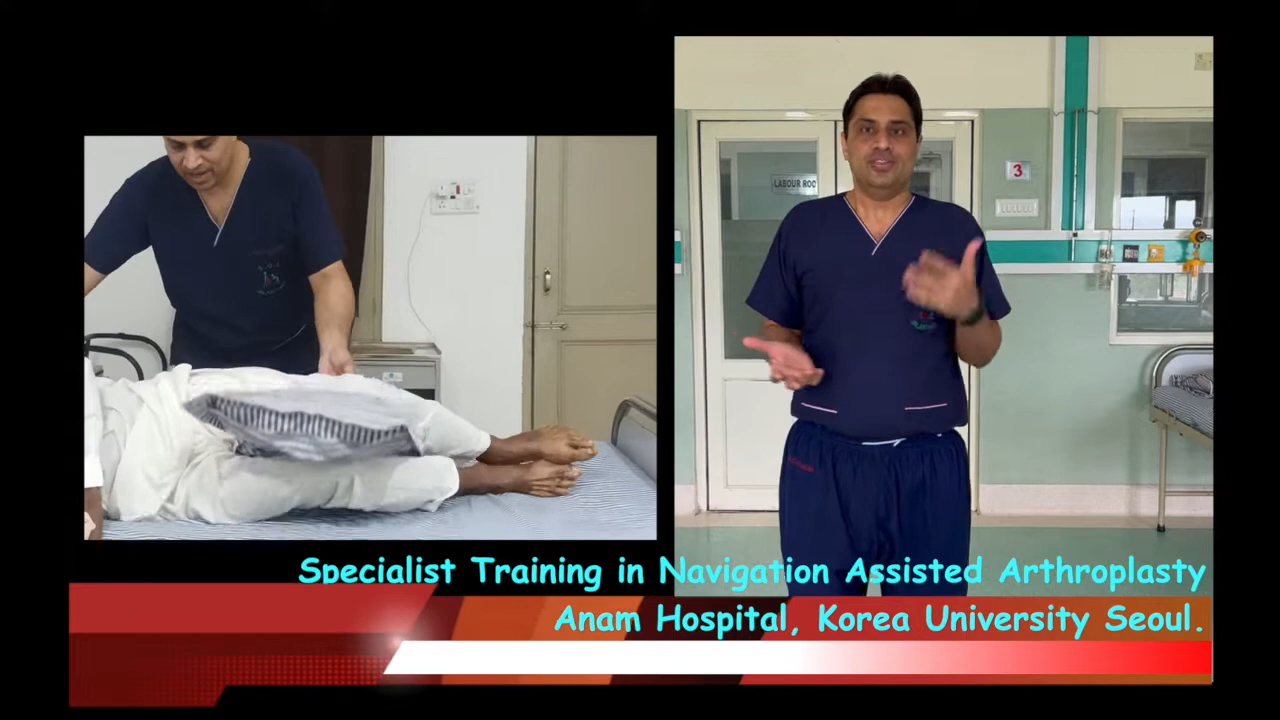 LABOUR ROO
3
Specialist Training in Navigation Assisted Arthroplasty
Anam Hospital, Korea University Seoul.